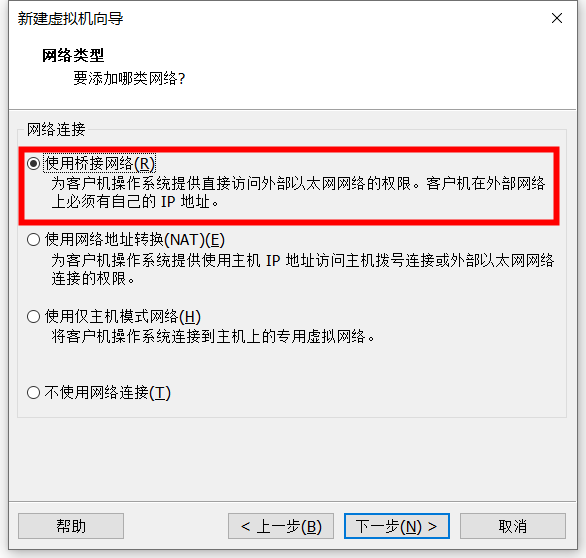 新建虚拟机向导
网络类型
要添加哪类网络?
网络连接
使用桥接网络(R)
为客户机操作系统提供直接访问外部以太网网络的权限。客户机在外部网络
上必须有自己的 IP 地址。
使用网络地址转换(NAT)(E)
为客户机操作系统提供使用主机 IP 地址访问主机拨号连接或外部以太网网络
连接的权限。
使用仅主机模式网络(H)
将客户机操作系统连接到主机上的专用虚拟网络。
不使用网络连接(T)
帮助
< 上一步(B)
下一步(N) >
取消